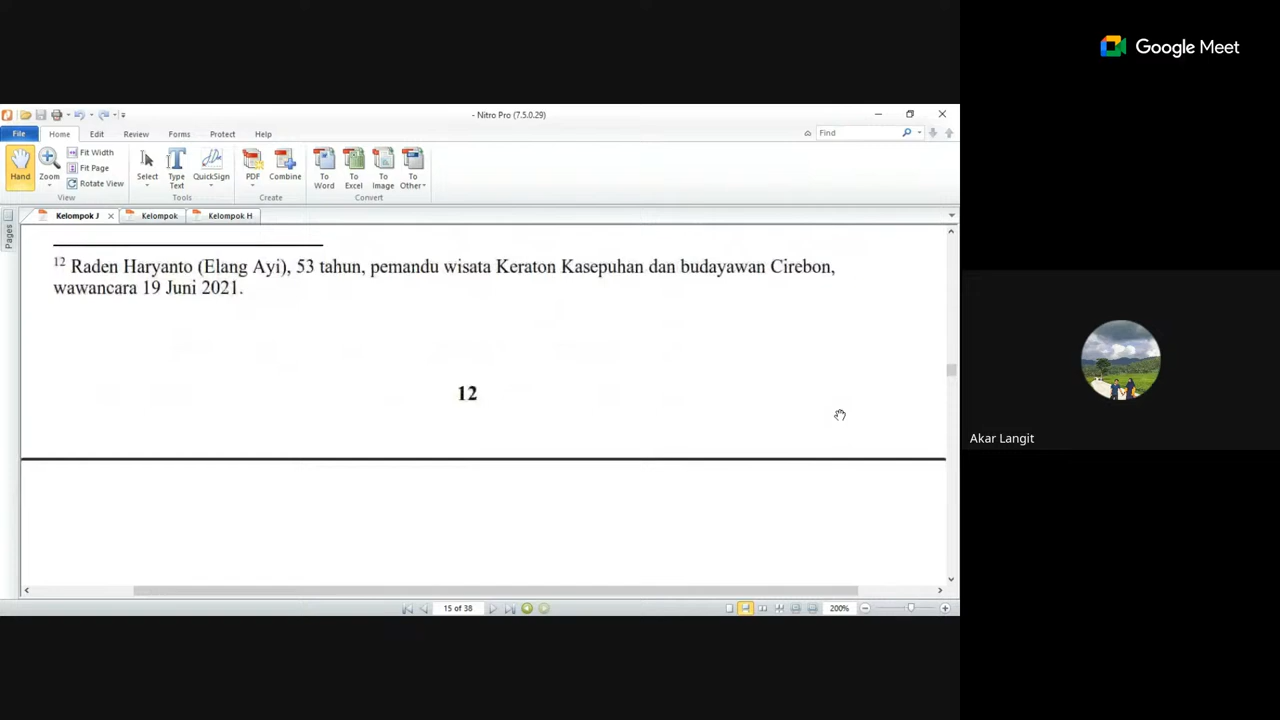 Google Meet
- Nitro Pro (7.5.0.29)
File Home Edit Review Forms Protect Help
Find
Hand
Zoom
Fit Width
Fit Page
Rotate View
Select
Type Text
QuickSign
PDF
Combine
To Word
To Excel
To Image
To Other
View Tools Create Convert
Pages
Kelompok J Kelompok Kelompok H
12 Raden Haryanto (Elang Ayi), 53 tahun, pemandu wisata Keraton Kasepuhan dan budayawan Cirebon,
wawancara 19 Juni 2021.
12
Akar Langit
15 of 38
200%